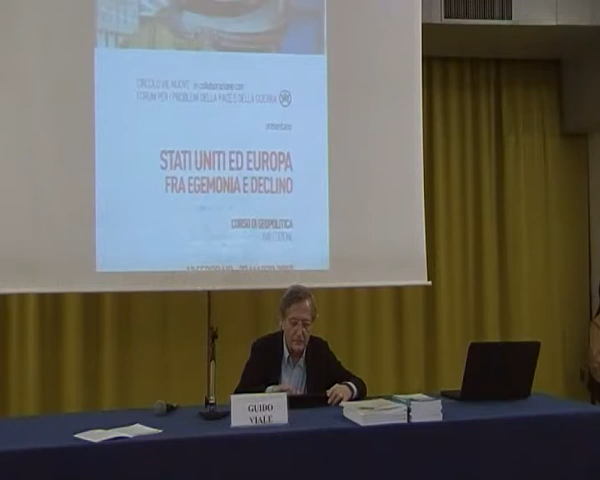 CIRCOLO VIE NUOVE in collaborazione con
FORUM PER I PROBLEMI DELLA PACE E DELLA GUERRA
presentano
STATI UNITI ED EUROPA
FRA EGEMONIA E DECLINO
CORSO DI GEOPOLITICA
GUIDO
VIALE